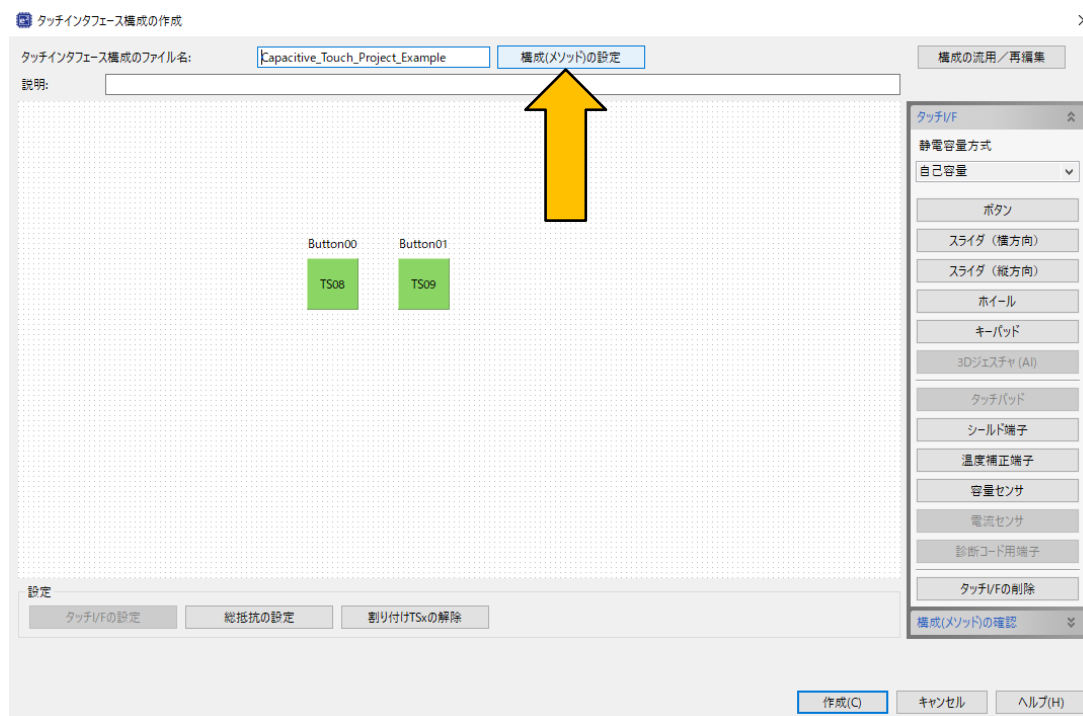 タッチインタフェース構成の作成
タッチインタフェース構成のファイル名: Capacitive_Touch_Project_Example 構成(メソッド)の設定 構成の流用／再編集
説明:
タッチI/F
静電容量方式
自己容量
ボタン
スライダ（横方向）
スライダ（縦方向）
ホイール
キーパッド
3Dジェスチャ(AI)
タッチパッド
シールド端子
温度補正端子
容量センサ
電流センサ
診断コード用端子
タッチI/Fの削除
構成(メソッド)の確認
Button00 Button01
TS08 TS09
設定
タッチI/Fの設定 総抵抗の設定 割り付けTSxの解除
作成(C) キャンセル ヘルプ(H)